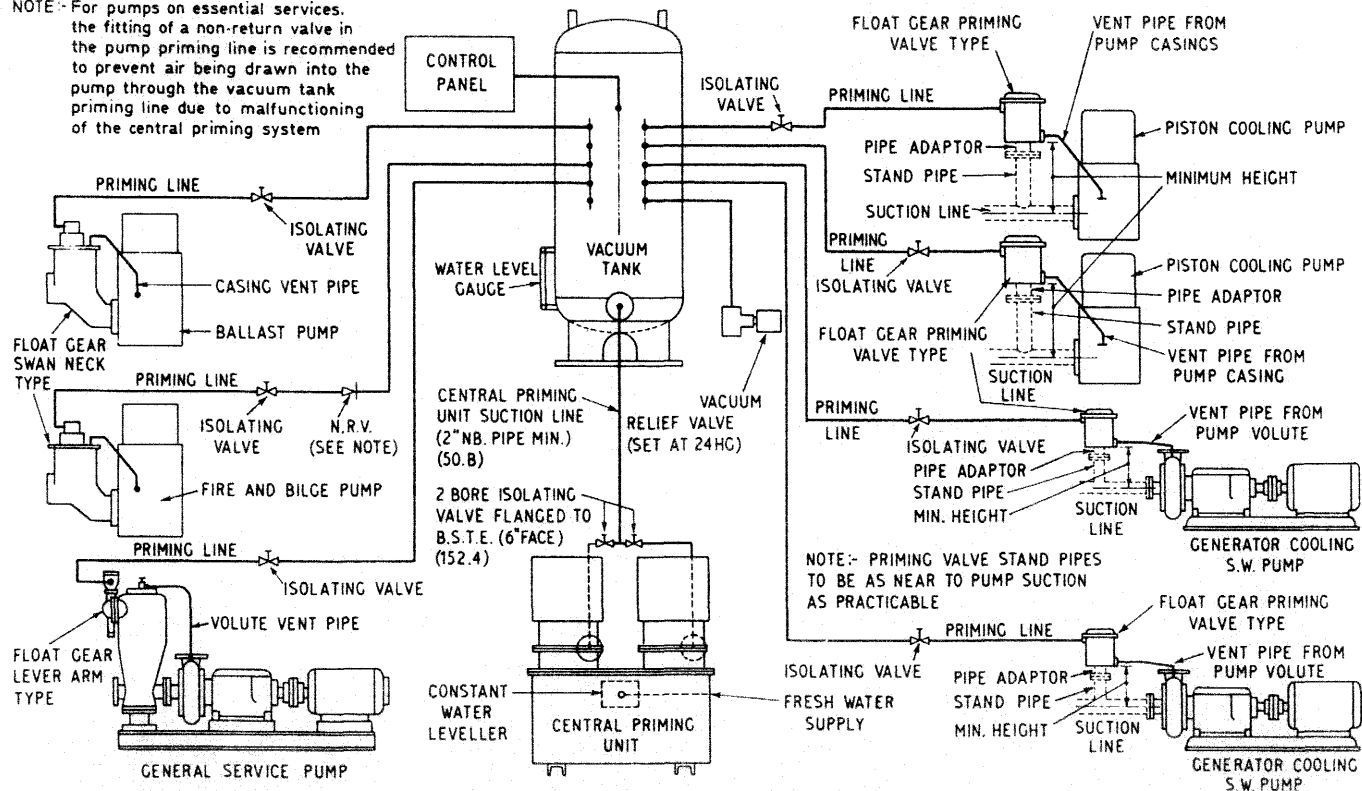 NOTE:- For pumps on essential services.
the fitting of a non-return valve in
the pump priming line is recommended
to prevent air being drawn into the
pump through the vacuum tank
priming line due to malfunctioning
of the central priming system
CONTROL
PANEL
ISOLATING
VALVE
PRIMING LINE
FLOAT GEAR PRIMING
VALVE TYPE
VENT PIPE FROM
PUMP CASINGS
PISTON COOLING PUMP
PIPE ADAPTOR
STAND PIPE
MINIMUM HEIGHT
SUCTION LINE
PRIMING LINE
ISOLATING
VALVE
CASING VENT PIPE
BALLAST PUMP
FLOAT GEAR
SWAN NECK
TYPE
VACUUM
TANK
WATER LEVEL
GAUGE
PRIMING
LINE
ISOLATING VALVE
PISTON COOLING PUMP
PIPE ADAPTOR
STAND PIPE
FLOAT GEAR PRIMING
VALVE TYPE
VENT PIPE FROM
PUMP CASING
SUCTION
LINE
PRIMING LINE
ISOLATING
VALVE
N.R.V.
(SEE NOTE)
FIRE AND BILGE PUMP
CENTRAL PRIMING
UNIT SUCTION LINE
(2"NB. PIPE MIN.)
(50.B)
VACUUM
RELIEF VALVE
(SET AT 24HG)
PRIMING
LINE
ISOLATING VALVE
VENT PIPE FROM
PUMP VOLUTE
PIPE ADAPTOR
STAND PIPE
MIN. HEIGHT
SUCTION
LINE
GENERATOR COOLING
S.W. PUMP
2 BORE ISOLATING
VALVE FLANGED TO
B.S.T.E. (6"FACE)
(152.4)
NOTE:- PRIMING VALVE STAND PIPES
TO BE AS NEAR TO PUMP SUCTION
AS PRACTICABLE
PRIMING LINE
ISOLATING VALVE
VOLUTE VENT PIPE
FLOAT GEAR
LEVER ARM
TYPE
GENERAL SERVICE PUMP
CONSTANT
WATER
LEVELLER
CENTRAL PRIMING
UNIT
FRESH WATER
SUPPLY
PRIMING LINE
ISOLATING VALVE
FLOAT GEAR PRIMING
VALVE TYPE
VENT PIPE FROM
PUMP VOLUTE
PIPE ADAPTOR
STAND PIPE
MIN. HEIGHT
SUCTION
LINE
GENERATOR COOLING
S.W. PUMP